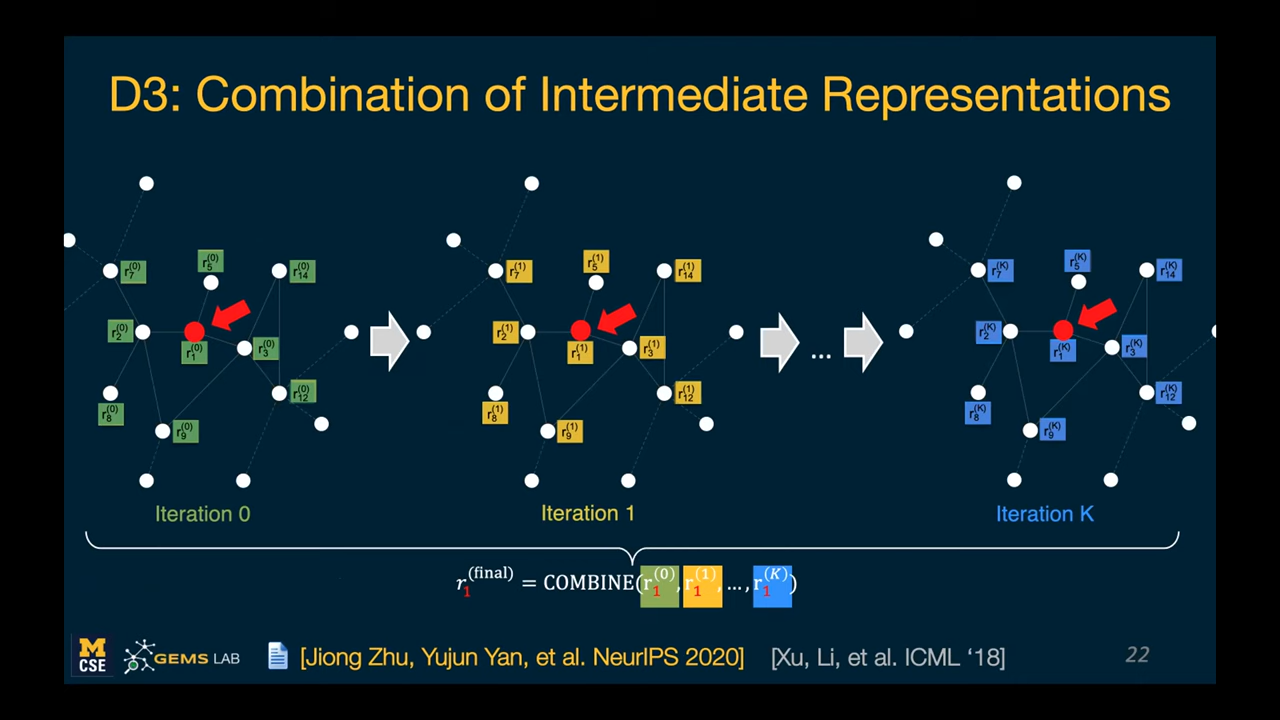 D3: Combination of Intermediate Representations
r₅⁽⁰⁾
r₇⁽⁰⁾
r₁₄⁽⁰⁾
r₂⁽⁰⁾
r₁⁽⁰⁾
r₃⁽⁰⁾
r₁₂⁽⁰⁾
r₈⁽⁰⁾
r₉⁽⁰⁾
Iteration 0
r₅⁽¹⁾
r₇⁽¹⁾
r₁₄⁽¹⁾
r₂⁽¹⁾
r₁⁽¹⁾
r₃⁽¹⁾
r₁₂⁽¹⁾
r₈⁽¹⁾
r₉⁽¹⁾
Iteration 1
...
r₅⁽ᴷ⁾
r₇⁽ᴷ⁾
r₁₄⁽ᴷ⁾
r₂⁽ᴷ⁾
r₁⁽ᴷ⁾
r₃⁽ᴷ⁾
r₁₂⁽ᴷ⁾
r₈⁽ᴷ⁾
r₉⁽ᴷ⁾
Iteration K
r₁⁽ᶠⁱⁿᵃˡ⁾ = COMBINE(r₁⁽⁰⁾, r₁⁽¹⁾, …, r₁⁽ᴷ⁾)
M
CSE
GEMS LAB
[Jiong Zhu, Yujun Yan, et al. NeurIPS 2020] [Xu, Li, et al. ICML ‘18]
22